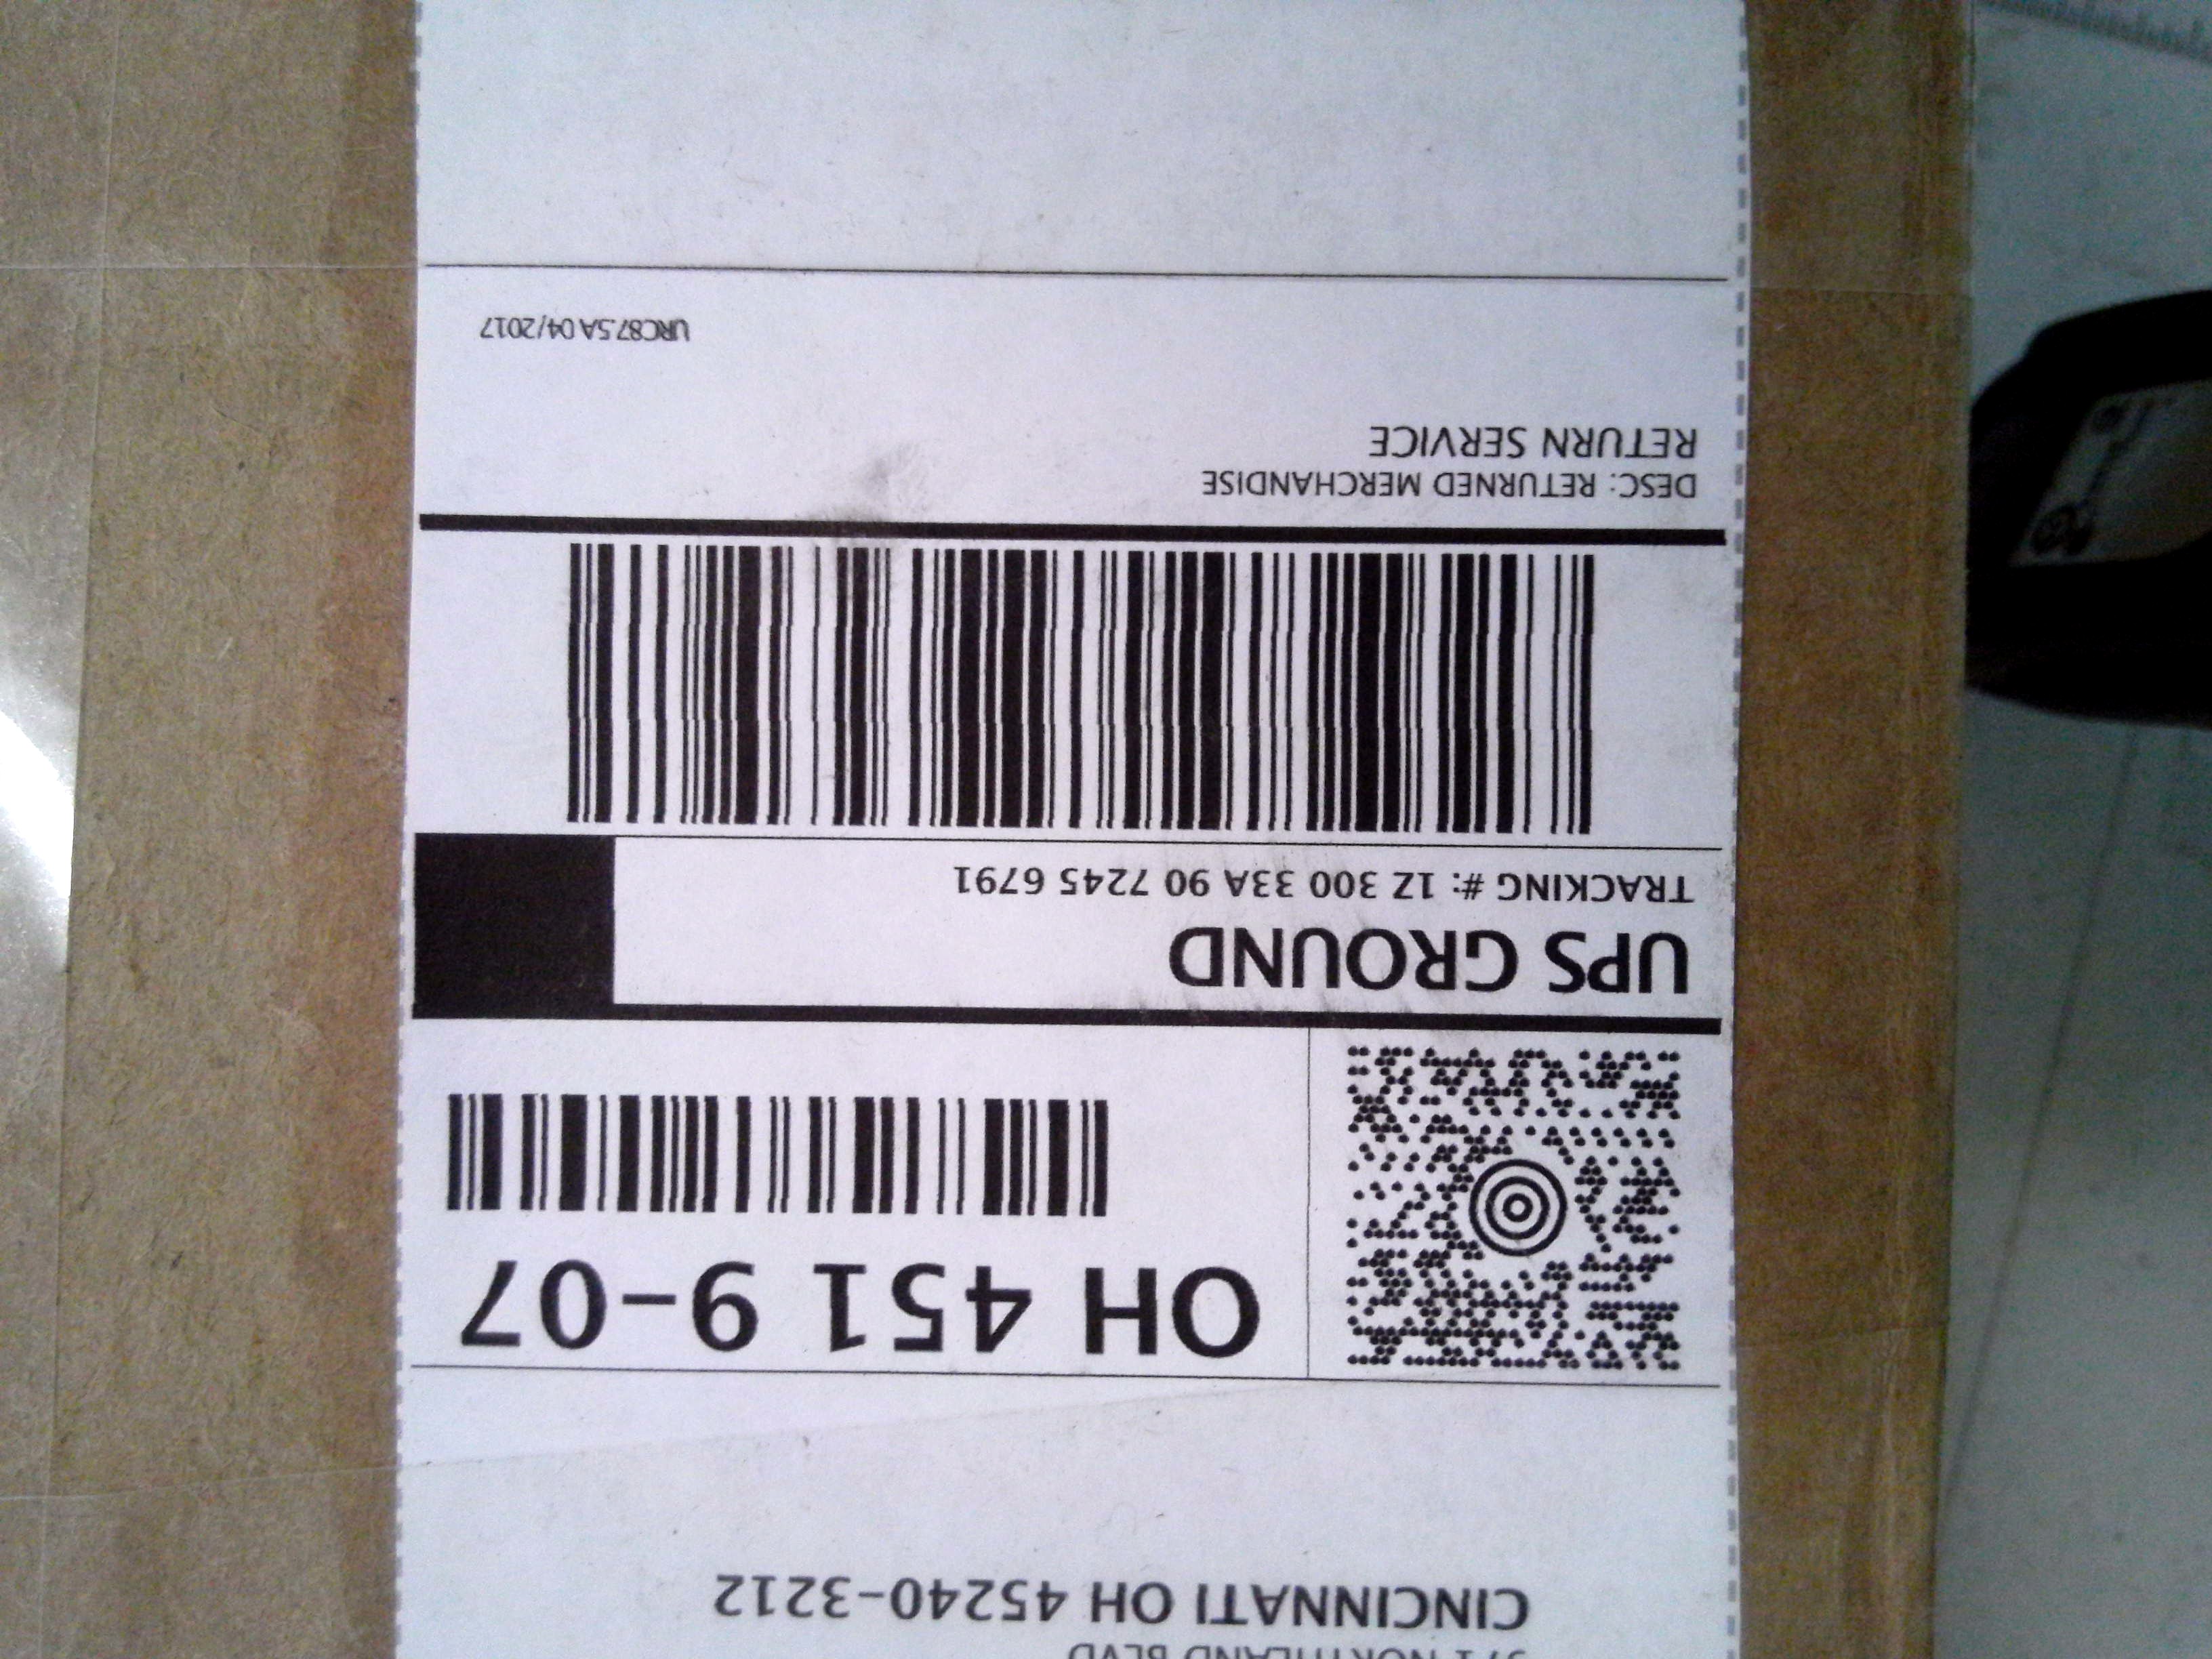 CINCINNATI OH 45240-3212
OH 451 9-07
UPS GROUND
TRACKING #: 1Z 300 33A 90 7245 6791
DESC: RETURNED MERCHANDISE
RETURN SERVICE
URC87.5A 04/2017